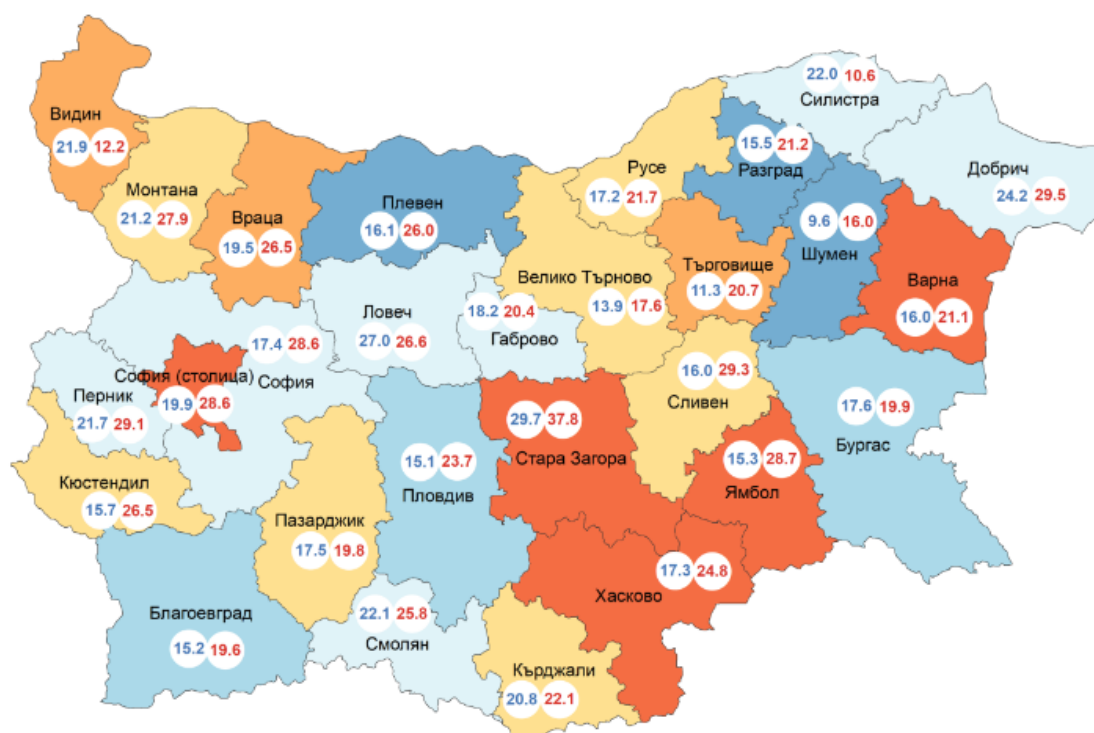 22.0 10.6
Силистра
Видин
21.9 12.2
15.5 21.2
Разград
Русе
17.2 21.7
Добрич
24.2 29.5
Монтана
21.2 27.9
Плевен
16.1 26.0
Враца
19.5 26.5
9.6 16.0
Шумен
Велико Търново
13.9 17.6
Търговище
11.3 20.7
Варна
16.0 21.1
Ловеч
27.0 26.6
18.2 20.4
Габрово
17.4 28.6
София
София (столица)
19.9 28.6
Перник
21.7 29.1
16.0 29.3
Сливен
17.6 19.9
Бургас
29.7 37.8
Стара Загора
15.3 28.7
Ямбол
15.1 23.7
Пловдив
Кюстендил
15.7 26.5
Пазарджик
17.5 19.8
17.3 24.8
Хасково
Благоевград
15.2 19.6
22.1 25.8
Смолян
Кърджали
20.8 22.1